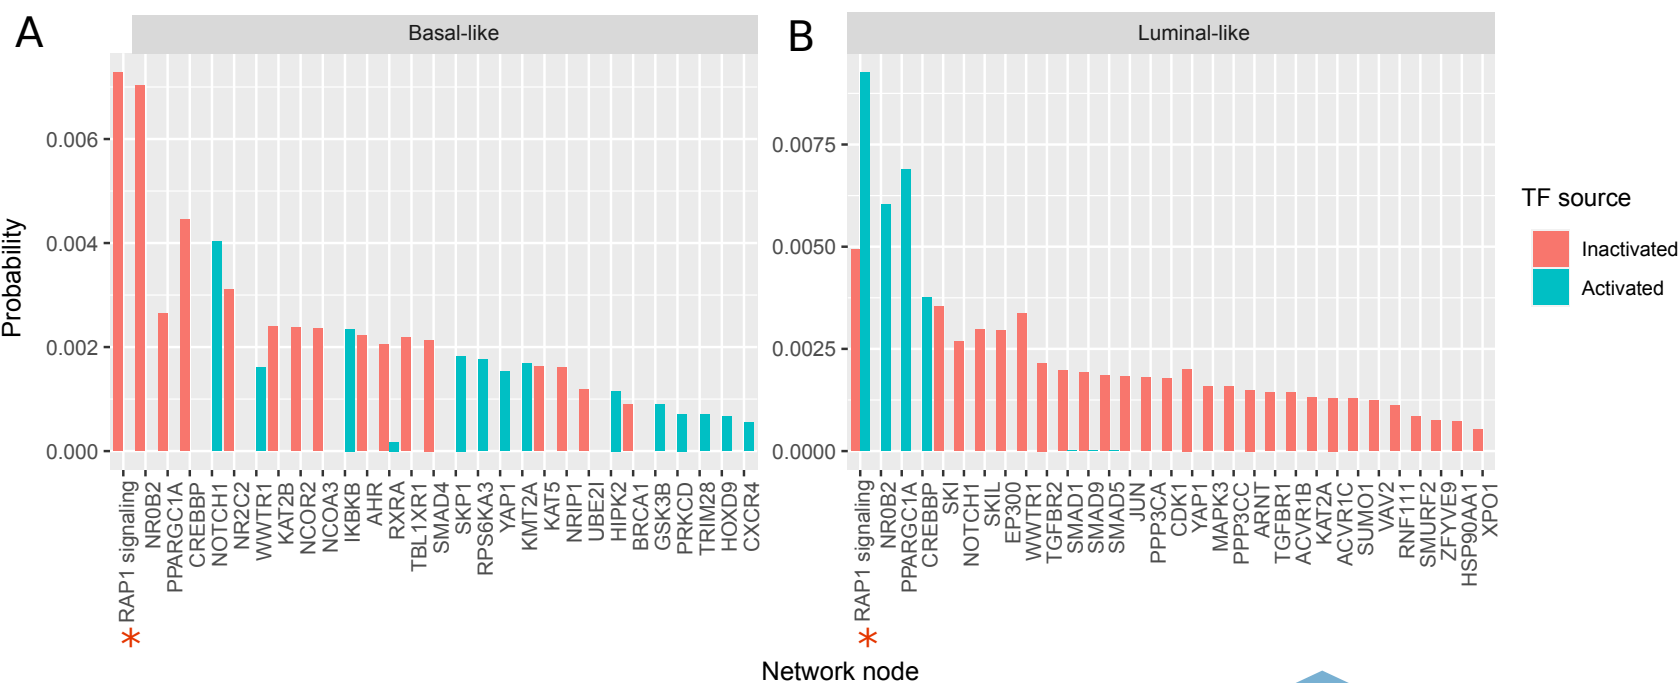 A
Basal-like
B
Luminal-like
Probability
0.006
0.004
0.002
0.000
0.0075
0.0050
0.0025
0.0000
TF source
Inactivated
Activated
RAP1 signaling
NR0B2
PPARGC1A
CREBBP
NOTCH1
NR2C2
WWTR1
KAT2B
NCOR2
NCOA3
IKBKB
AHR
RXRA
TBL1XR1
SMAD4
SKP1
RPS6KA3
YAP1
KMT2A
KAT5
NRIP1
UBE2I
HIPK2
BRCA1
GSK3B
PRKCD
TRIM28
HOXD9
CXCR4
*
RAP1 signaling
NR0B2
PPARGC1A
CREBBP
SKI
NOTCH1
SKIL
EP300
WWTR1
TGFBR2
SMAD1
SMAD9
SMAD5
JUN
PPP3CA
CDK1
YAP1
MAPK3
PPP3CC
ARNT
TGFBR1
ACVR1B
KAT2A
ACVR1C
SUMO1
VAV2
RNF111
SMURF2
ZFYVE9
HSP90AA1
XPO1
*
Network node